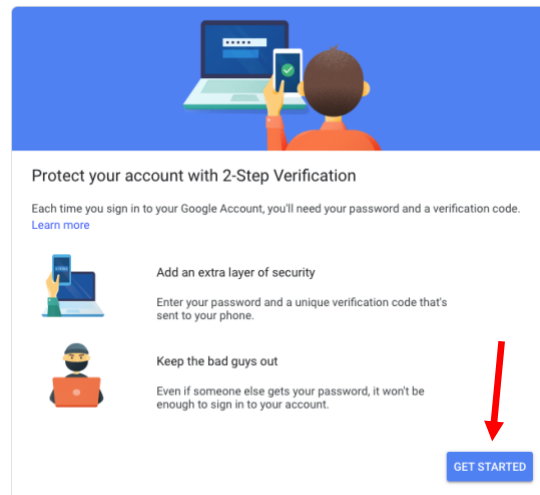 Protect your account with 2-Step Verification
Each time you sign in to your Google Account, you'll need your password and a verification code.
Learn more
Add an extra layer of security
Enter your password and a unique verification code that's
sent to your phone.
Keep the bad guys out
Even if someone else gets your password, it won't be
enough to sign in to your account.
GET STARTED